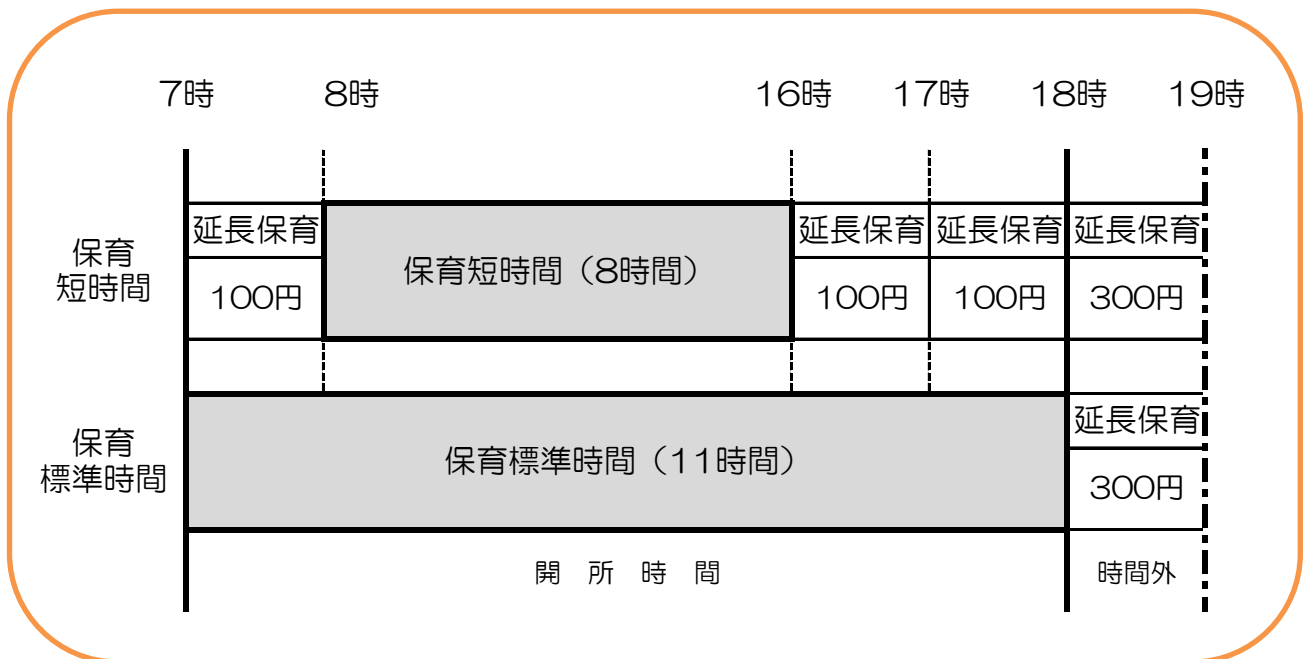 7時 8時 16時 17時 18時 19時
保育
短時間
延長保育
100円
保育短時間（8時間）
延長保育 延長保育 延長保育
100円 100円 300円
保育
標準時間
保育標準時間（11時間）
延長保育
300円
開所時間 時間外